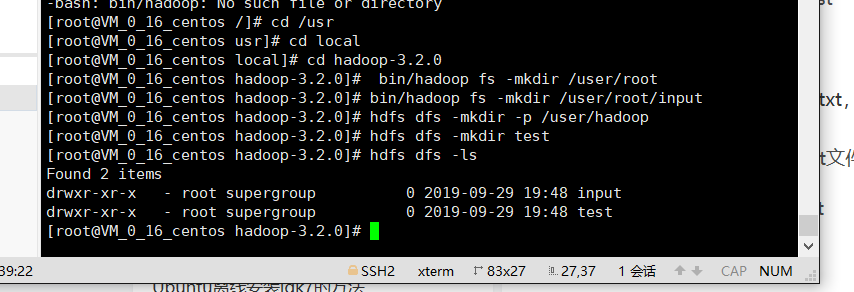 -bash: bin/hadoop: No such file or directory
[root@VM_0_16_centos /]# cd /usr
[root@VM_0_16_centos usr]# cd local
[root@VM_0_16_centos local]# cd hadoop-3.2.0
[root@VM_0_16_centos hadoop-3.2.0]#  bin/hadoop fs -mkdir /user/root
[root@VM_0_16_centos hadoop-3.2.0]# bin/hadoop fs -mkdir /user/root/input
txt,
[root@VM_0_16_centos hadoop-3.2.0]# hdfs dfs -mkdir -p /user/hadoop
[root@VM_0_16_centos hadoop-3.2.0]# hdfs dfs -mkdir test
[root@VM_0_16_centos hadoop-3.2.0]# hdfs dfs -ls
t文件
Found 2 items
drwxr-xr-x   - root supergroup          0 2019-09-29 19:48 input
drwxr-xr-x   - root supergroup          0 2019-09-29 19:48 test
t
[root@VM_0_16_centos hadoop-3.2.0]#
39:22 SSH2 xterm 83x27 27,37 1 会话 CAP NUM
Ubuntu离线安装jdk7的方法